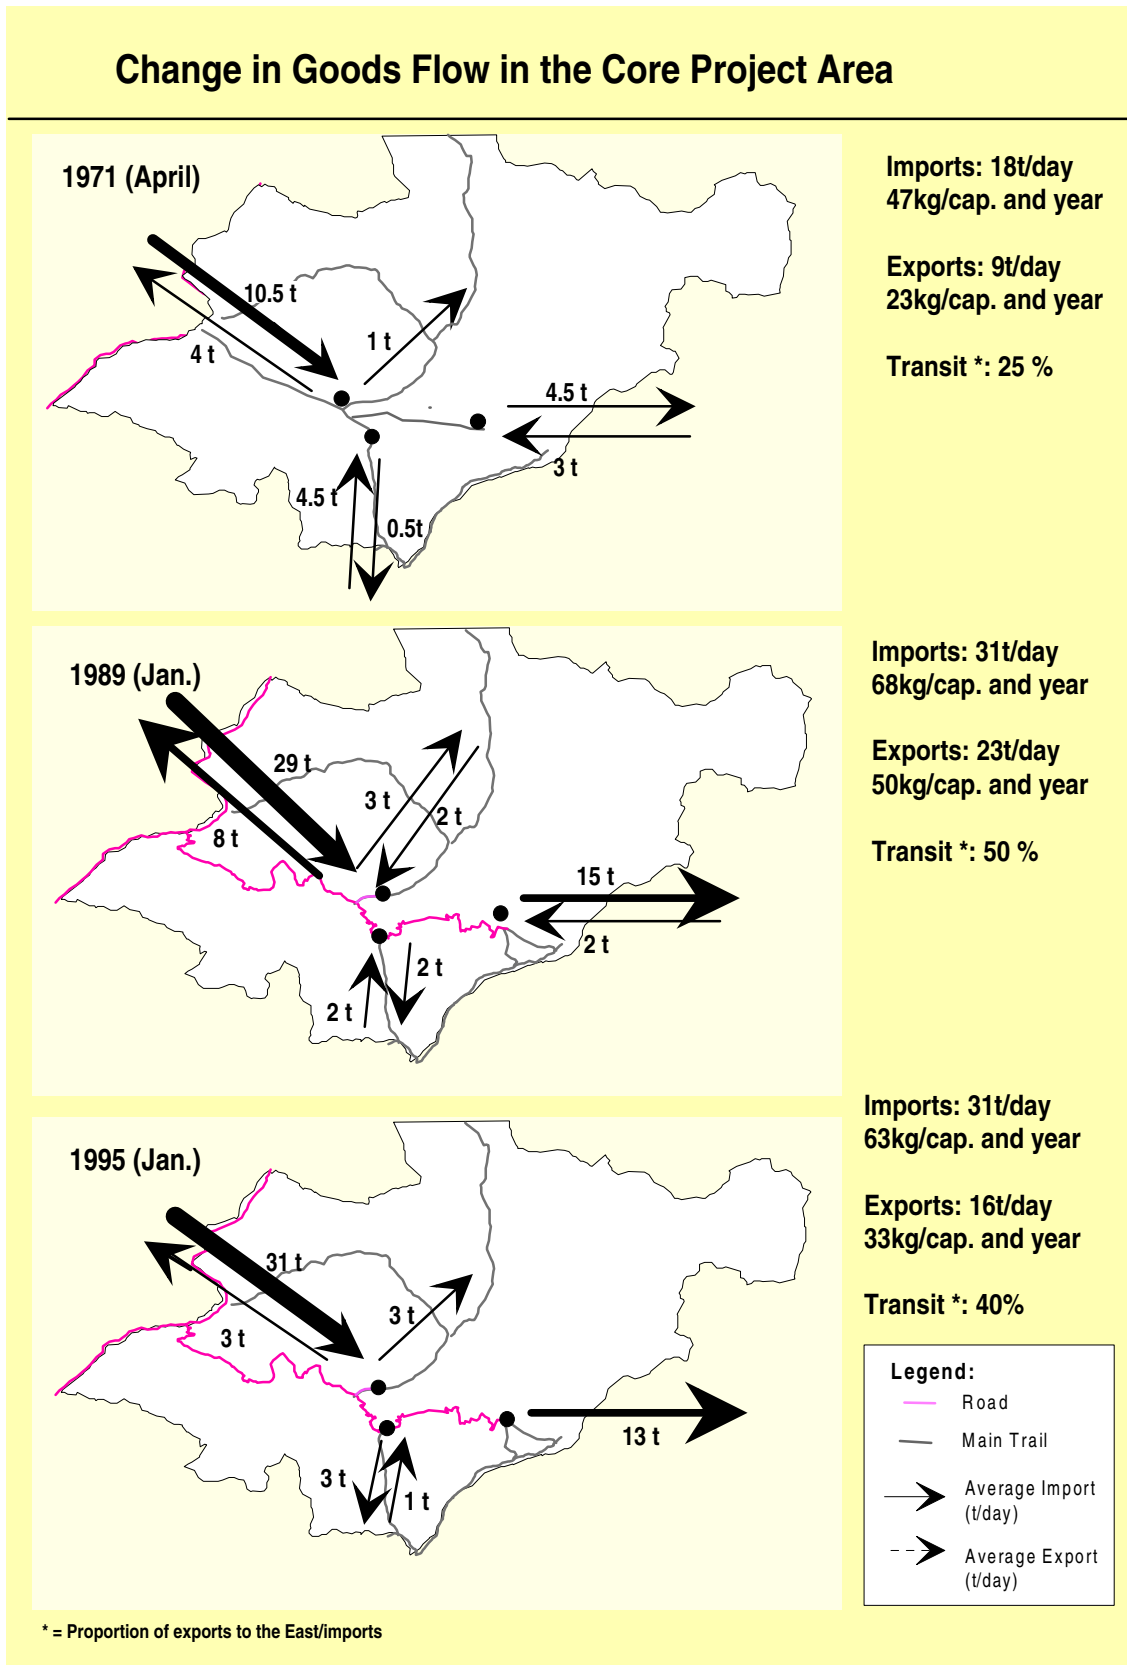 Change in Goods Flow in the Core Project Area
1971 (April)
10.5 t
4 t
1 t
4.5 t
3 t
4.5 t
0.5t
Imports: 18t/day
47kg/cap. and year
Exports: 9t/day
23kg/cap. and year
Transit *: 25 %
1989 (Jan.)
29 t
8 t
3 t
2 t
15 t
2 t
2 t
2 t
Imports: 31t/day
68kg/cap. and year
Exports: 23t/day
50kg/cap. and year
Transit *: 50 %
1995 (Jan.)
31 t
3 t
3 t
13 t
3 t
1 t
Imports: 31t/day
63kg/cap. and year
Exports: 16t/day
33kg/cap. and year
Transit *: 40%
Legend:
Road
Main Trail
Average Import
(t/day)
Average Export
(t/day)
* = Proportion of exports to the East/imports